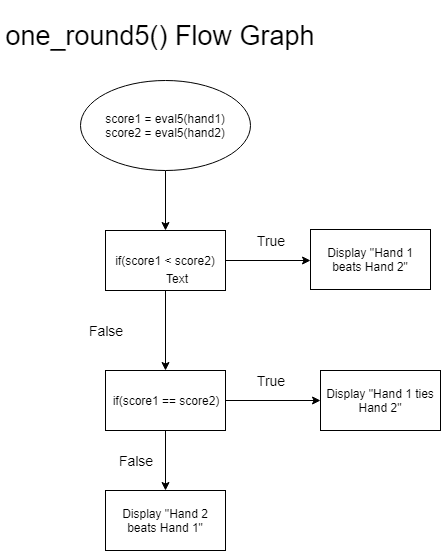 one_round5() Flow Graph
score1 = eval5(hand1)
score2 = eval5(hand2)
if(score1 < score2)
Text
True
Display "Hand 1
beats Hand 2"
False
if(score1 == score2)
True
Display "Hand 1 ties
Hand 2"
False
Display "Hand 2
beats Hand 1"